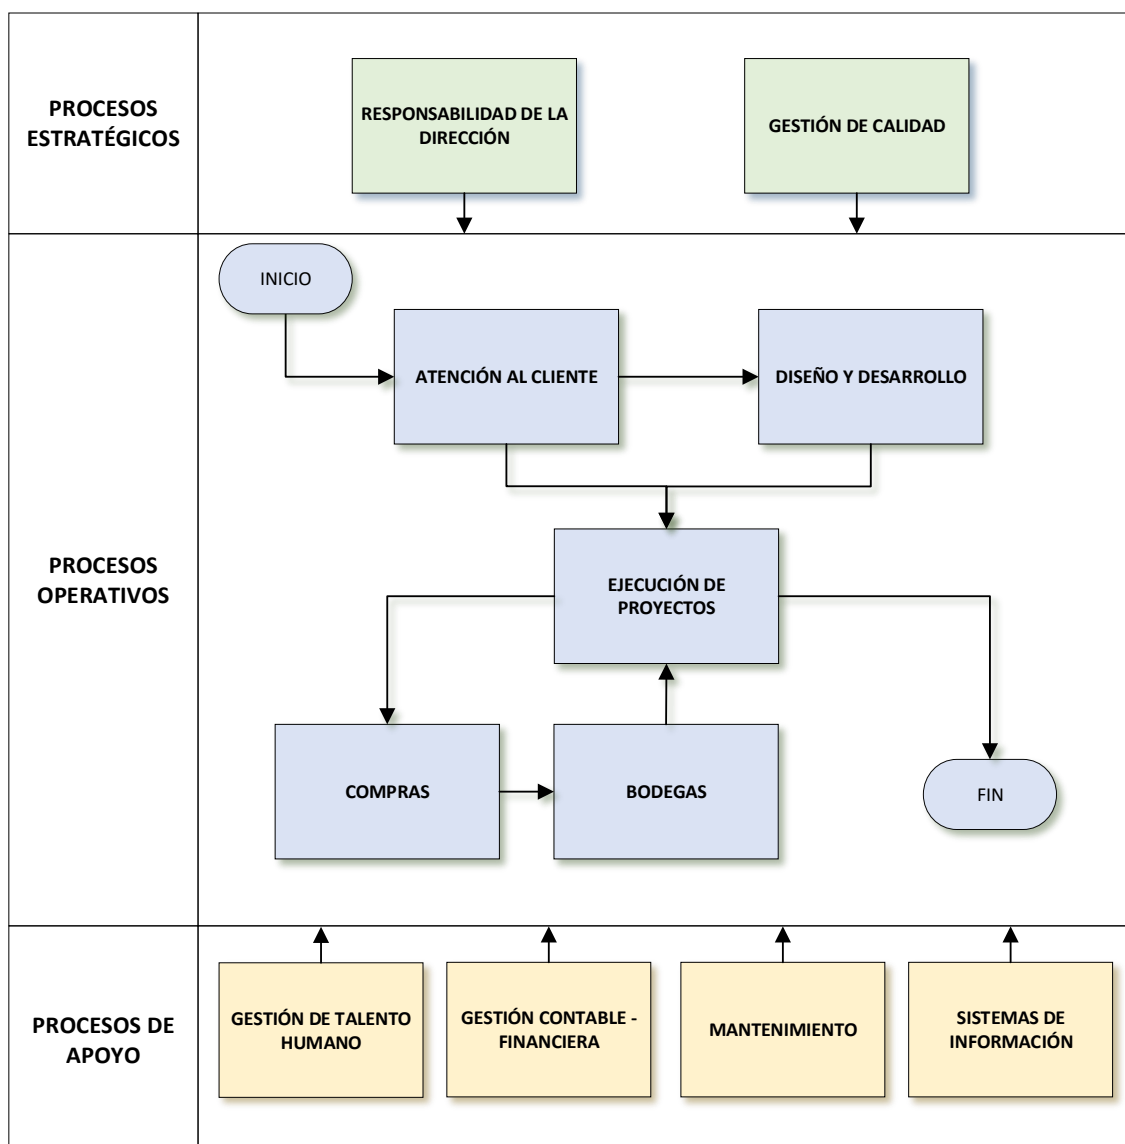 PROCESOS
ESTRATÉGICOS
RESPONSABILIDAD DE LA
DIRECCIÓN
GESTIÓN DE CALIDAD
PROCESOS
OPERATIVOS
INICIO
ATENCIÓN AL CLIENTE
DISEÑO Y DESARROLLO
EJECUCIÓN DE
PROYECTOS
COMPRAS
BODEGAS
FIN
PROCESOS DE
APOYO
GESTIÓN DE TALENTO
HUMANO
GESTIÓN CONTABLE -
FINANCIERA
MANTENIMIENTO
SISTEMAS DE
INFORMACIÓN